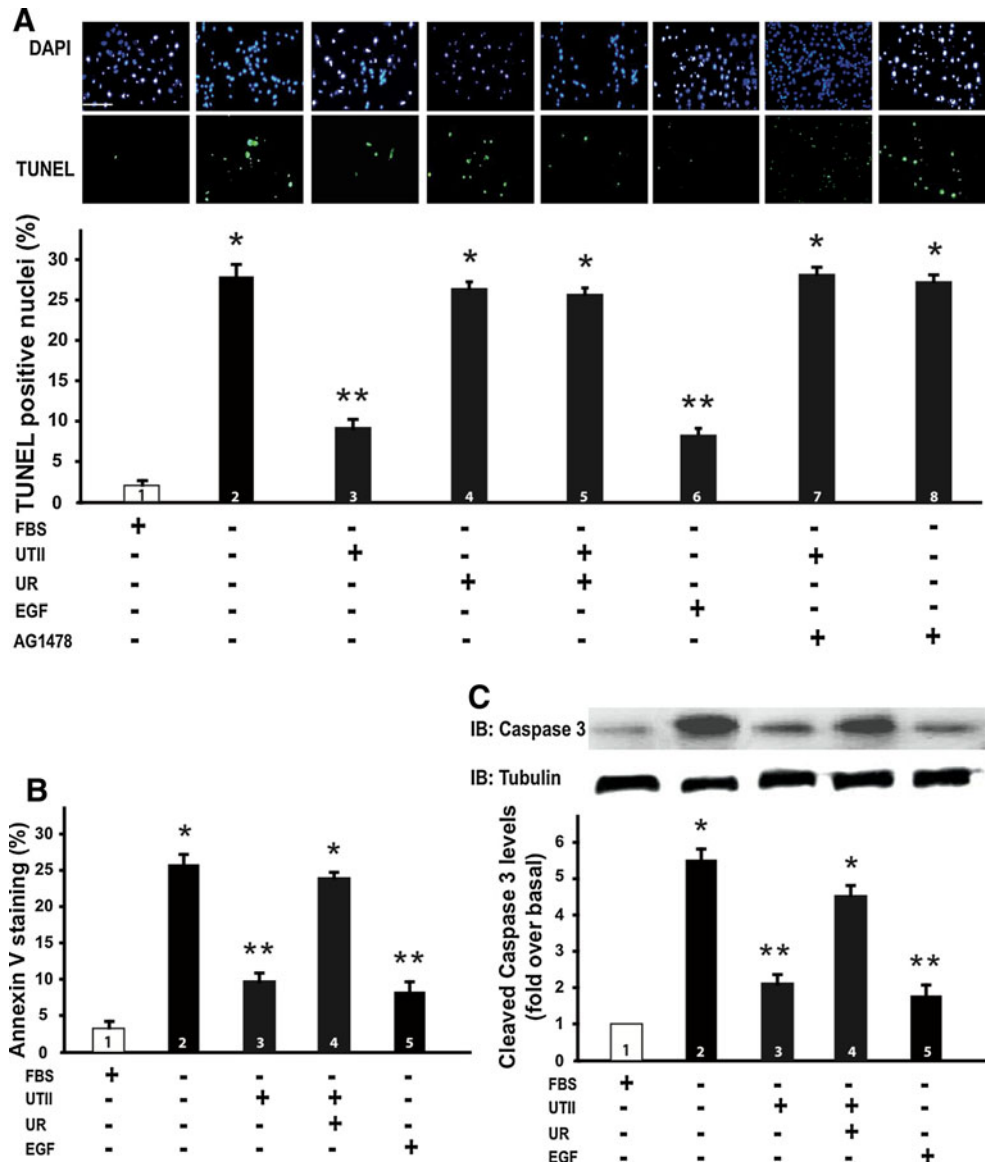 A
DAPI
TUNEL
TUNEL positive nuclei (%)
30
25
20
15
10
5
0
* * * * * *
** **
1 2 3 4 5 6 7 8
FBS + - - - - - - -
UTII - - + - + - + -
UR - - - + + - - -
EGF - - - - - + - -
AG1478 - - - - - - + +
B
Annexin V staining (%)
30
25
20
15
10
5
0
* ** * **
1 2 3 4 5
FBS + - - - -
UTII - - + + -
UR - - - + -
EGF - - - - +
C
IB: Caspase 3
IB: Tubulin
Cleaved Caspase 3 levels
(fold over basal)
6
5
4
3
2
1
0
* ** * **
1 2 3 4 5
FBS + - - - -
UTII - - + + -
UR - - - + -
EGF - - - - +